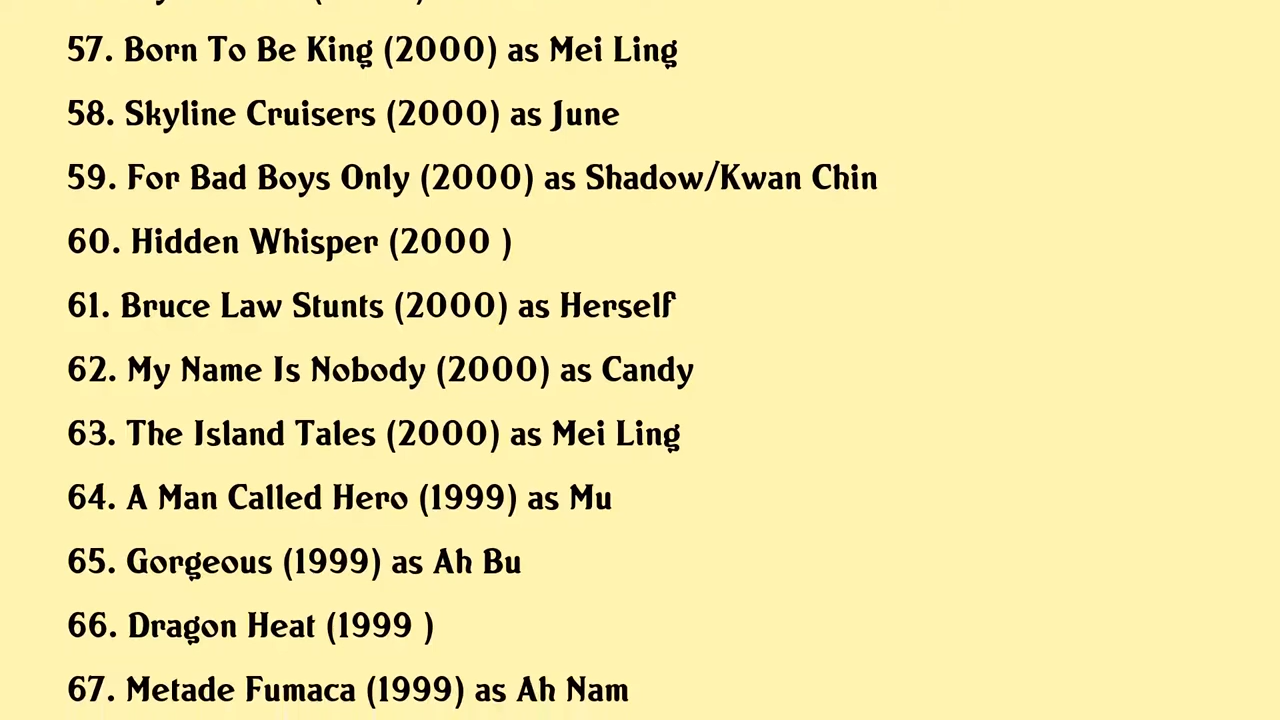 57. Born To Be King (2000) as Mei Ling
58. Skyline Cruisers (2000) as June
59. For Bad Boys Only (2000) as Shadow/Kwan Chin
60. Hidden Whisper (2000 )
61. Bruce Law Stunts (2000) as Herself
62. My Name Is Nobody (2000) as Candy
63. The Island Tales (2000) as Mei Ling
64. A Man Called Hero (1999) as Mu
65. Gorgeous (1999) as Ah Bu
66. Dragon Heat (1999 )
67. Metade Fumaca (1999) as Ah Nam